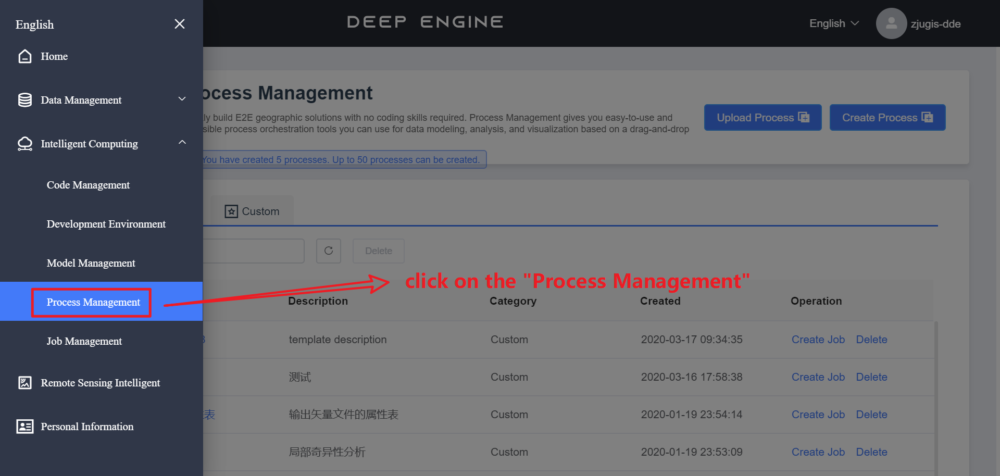 English
Home
Data Management
Intelligent Computing
Code Management
Development Environment
Model Management
Process Management
Job Management
Remote Sensing Intelligent
Personal Information
DEEP ENGINE
English
zjugis-dde
ocess Management
ly build E2E geographic solutions with no coding skills required. Process Management gives you easy-to-use and
sible process orchestration tools you can use for data modeling, analysis, and visualization based on a drag-and-drop
Upload Process
Create Process
You have created 5 processes. Up to 50 processes can be created.
Custom
Delete
click on the "Process Management"
Description Category Created Operation
template description Custom 2020-03-17 09:34:35 Create Job Delete
测试 Custom 2020-03-16 17:58:38 Create Job Delete
表 输出矢量文件的属性表 Custom 2020-01-19 23:54:14 Create Job Delete
局部奇异性分析 Custom 2020-01-19 23:53:09 Create Job Delete